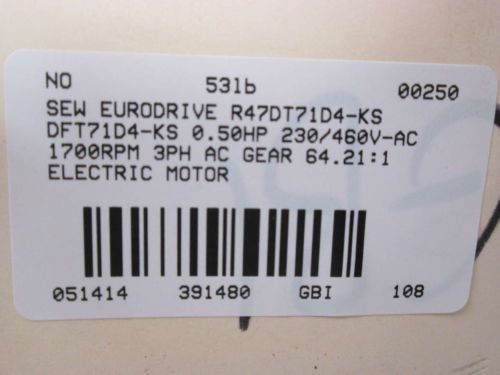 NO 53lb 00250
SEW EURODRIVE R47DT71D4-KS
DFT71D4-KS 0.50HP 230/460V-AC
1700RPM 3PH AC GEAR 64.21:1
ELECTRIC MOTOR
051414 391480 GBI 108